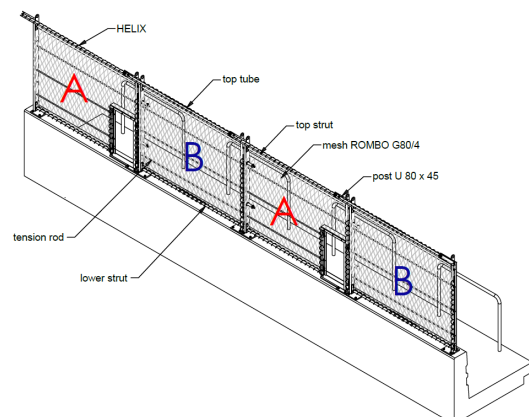 HELIX
top tube
top strut
mesh ROMBO G80/4
post U 80 x 45
A
B
A
B
tension rod
lower strut